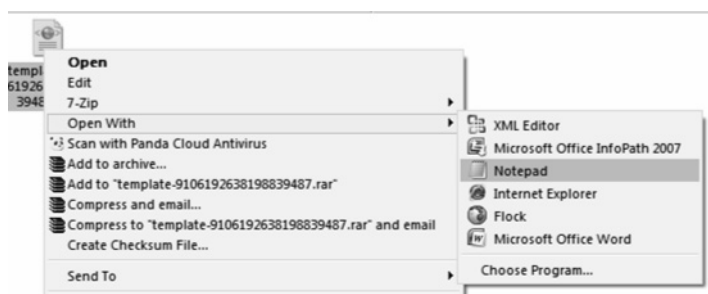 templ
61926
3948
Open
Edit
7-Zip
Open With
Scan with Panda Cloud Antivirus
Add to archive...
Add to "template-9106192638198839487.rar"
Compress and email...
Compress to "template-9106192638198839487.rar" and email
Create Checksum File...
Send To
XML Editor
Microsoft Office InfoPath 2007
Notepad
Internet Explorer
Flock
Microsoft Office Word
Choose Program...